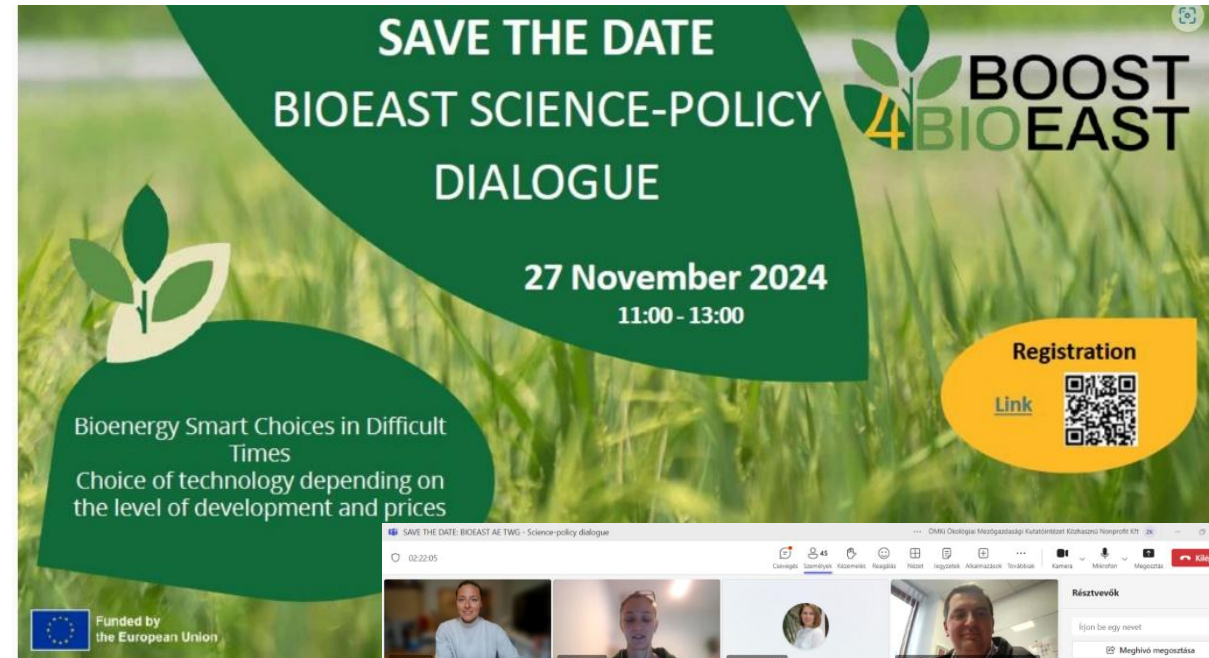 SAVE THE DATE
BIOEAST SCIENCE-POLICY
DIALOGUE
27 November 2024
11:00 - 13:00
BOOST
4BIOEAST
Registration
Link
Bioenergy Smart Choices in Difficult
Times
Choice of technology depending on
the level of development and prices
Funded by
the European Union
SAVE THE DATE: BIOEAST AE TWG - Science-policy dialogue
ÖMKi Ökológiai Mezőgazdasági Kutatóintézet Közhasznú Nonprofit Kft ZK
02:22:05
45
Csevegés Személyek Kézemelés Reagálás Nézet Jegyzetek Alkalmazások Továbbiak Kamera Mikrofon Megosztás
Résztvevők
Írjon be egy nevet
Meghívó megosztása